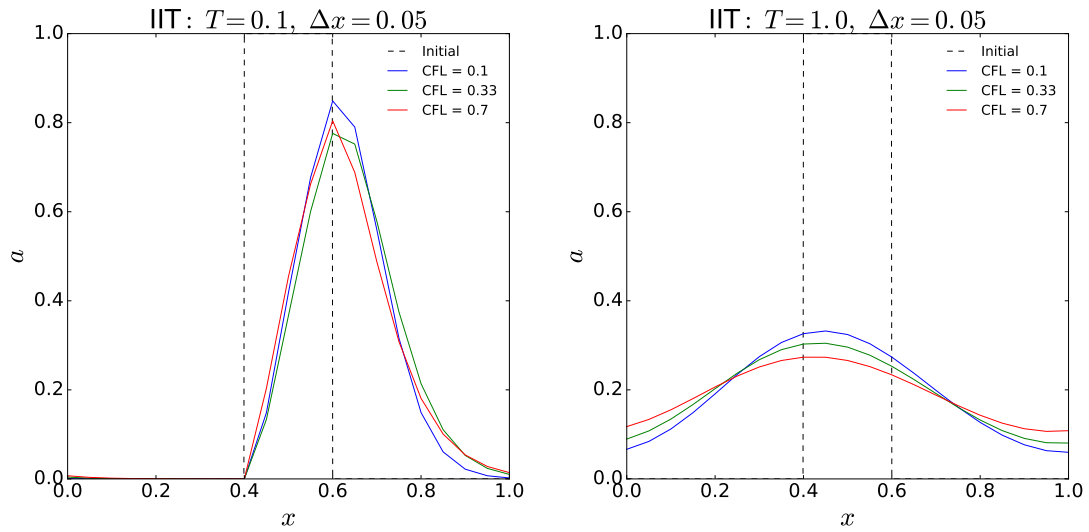 IIT: T=0.1, Δx=0.05
1.0
0.8
0.6
0.4
0.2
0.0
a
Initial
CFL = 0.1
CFL = 0.33
CFL = 0.7
0.0 0.2 0.4 0.6 0.8 1.0
x
IIT: T=1.0, Δx=0.05
1.0
0.8
0.6
0.4
0.2
0.0
a
Initial
CFL = 0.1
CFL = 0.33
CFL = 0.7
0.0 0.2 0.4 0.6 0.8 1.0
x